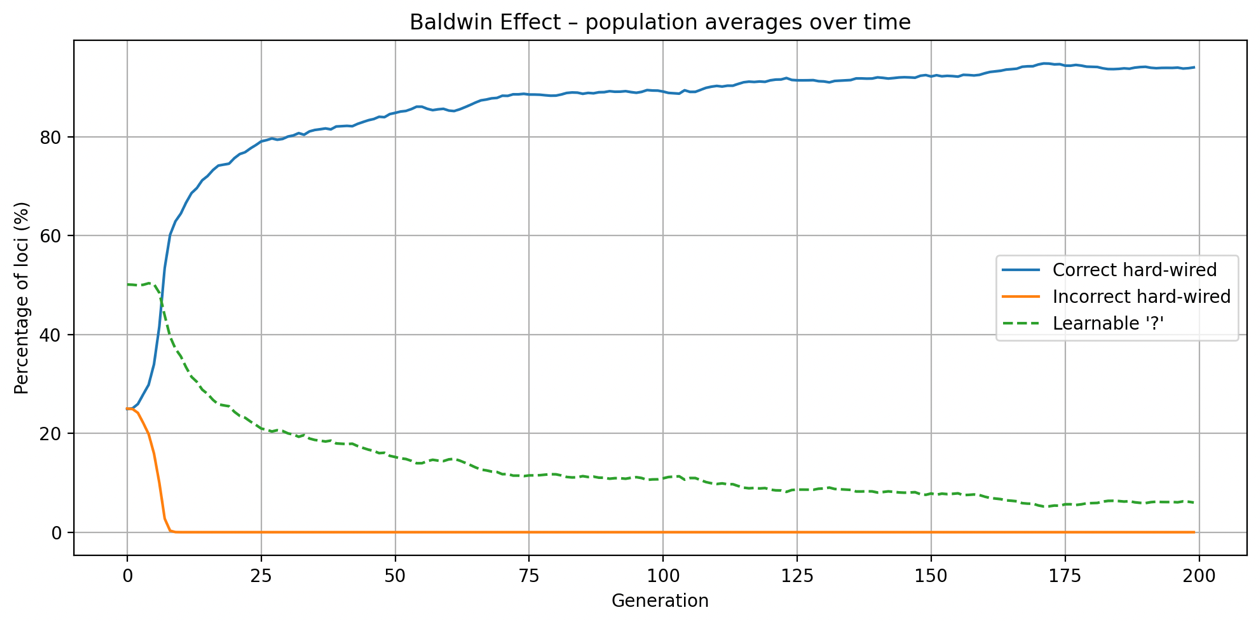 Baldwin Effect – population averages over time
Percentage of loci (%)
80
60
40
20
0
Correct hard-wired
Incorrect hard-wired
Learnable '?'
0 25 50 75 100 125 150 175 200
Generation